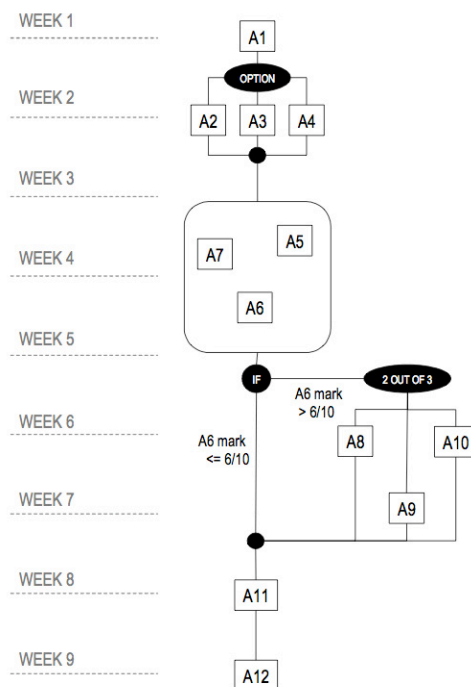 WEEK 1
A1
OPTION
WEEK 2
A2 A3 A4
WEEK 3
A5
WEEK 4
A7
A6
WEEK 5
IF
2 OUT OF 3
A6 mark
> 6/10
WEEK 6
A6 mark
<= 6/10
A8
A10
WEEK 7
A9
WEEK 8
A11
WEEK 9
A12